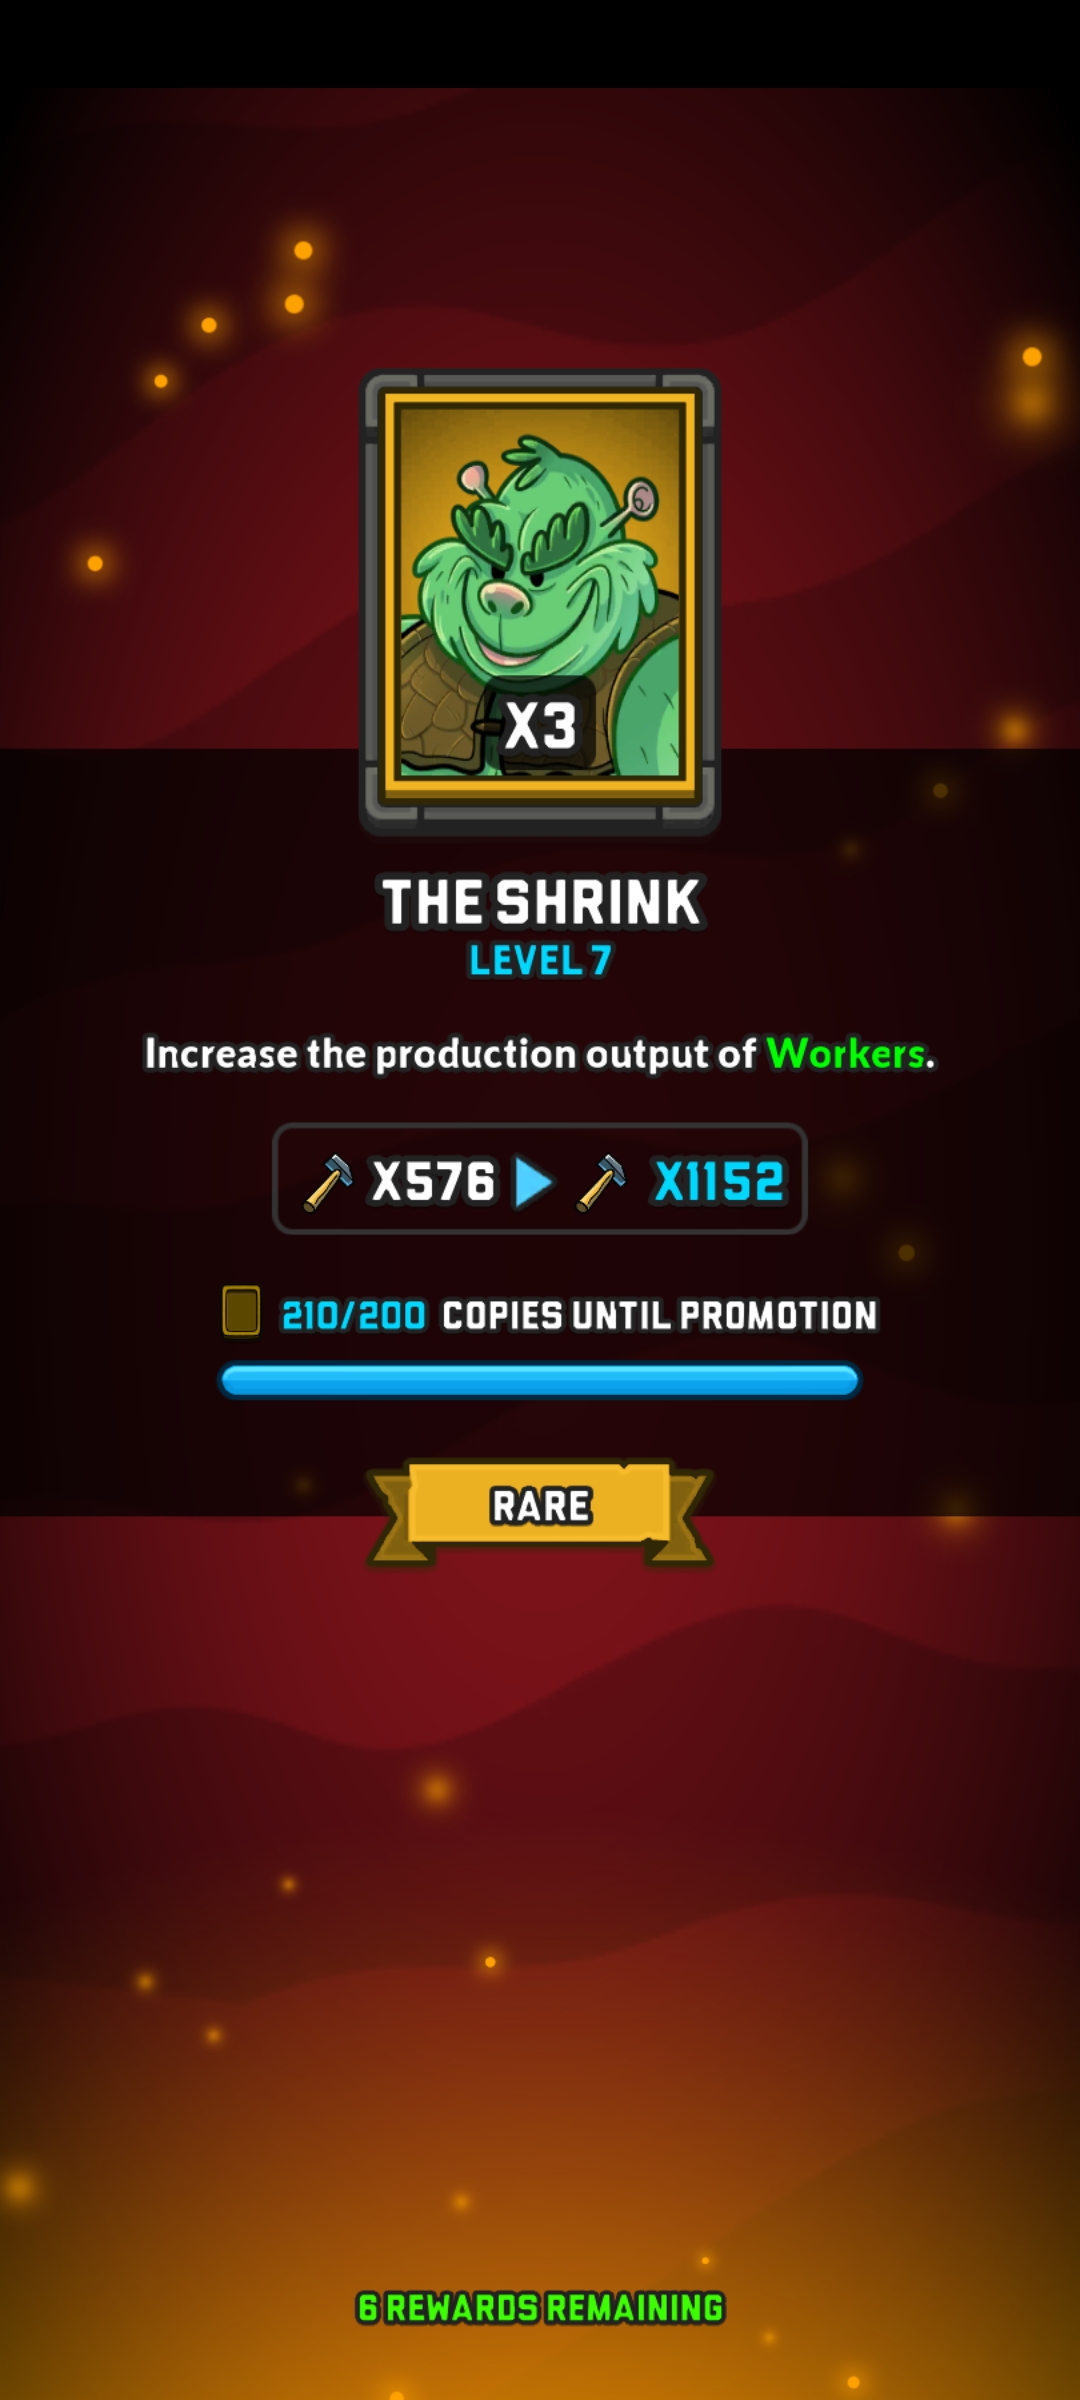 X3
THE SHRINK
LEVEL 7
Increase the production output of Workers.
X576 X1152
210/200 COPIES UNTIL PROMOTION
RARE
6 REWARDS REMAINING